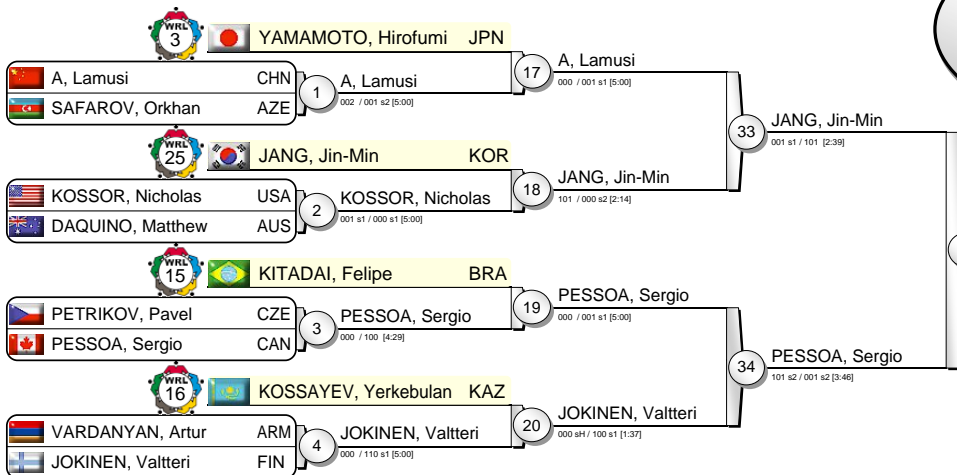 WRL
3
YAMAMOTO, Hirofumi JPN
A, Lamusi CHN
SAFAROV, Orkhan AZE
1
A, Lamusi
002 / 001 s2 [5:00]
17
A, Lamusi
000 / 001 s1 [5:00]
WRL
25
JANG, Jin-Min KOR
KOSSOR, Nicholas USA
DAQUINO, Matthew AUS
2
KOSSOR, Nicholas
001 s1 / 000 s1 [5:00]
18
JANG, Jin-Min
101 / 000 s2 [2:14]
33
JANG, Jin-Min
001 s1 / 101 [2:39]
WRL
15
KITADAI, Felipe BRA
PETRIKOV, Pavel CZE
PESSOA, Sergio CAN
3
PESSOA, Sergio
000 / 100 [4:29]
19
PESSOA, Sergio
000 / 001 s1 [5:00]
WRL
16
KOSSAYEV, Yerkebulan KAZ
VARDANYAN, Artur ARM
JOKINEN, Valtteri FIN
4
JOKINEN, Valtteri
000 / 110 s1 [5:00]
20
JOKINEN, Valtteri
000 sH / 100 s1 [1:37]
34
PESSOA, Sergio
101 s2 / 001 s2 [3:46]